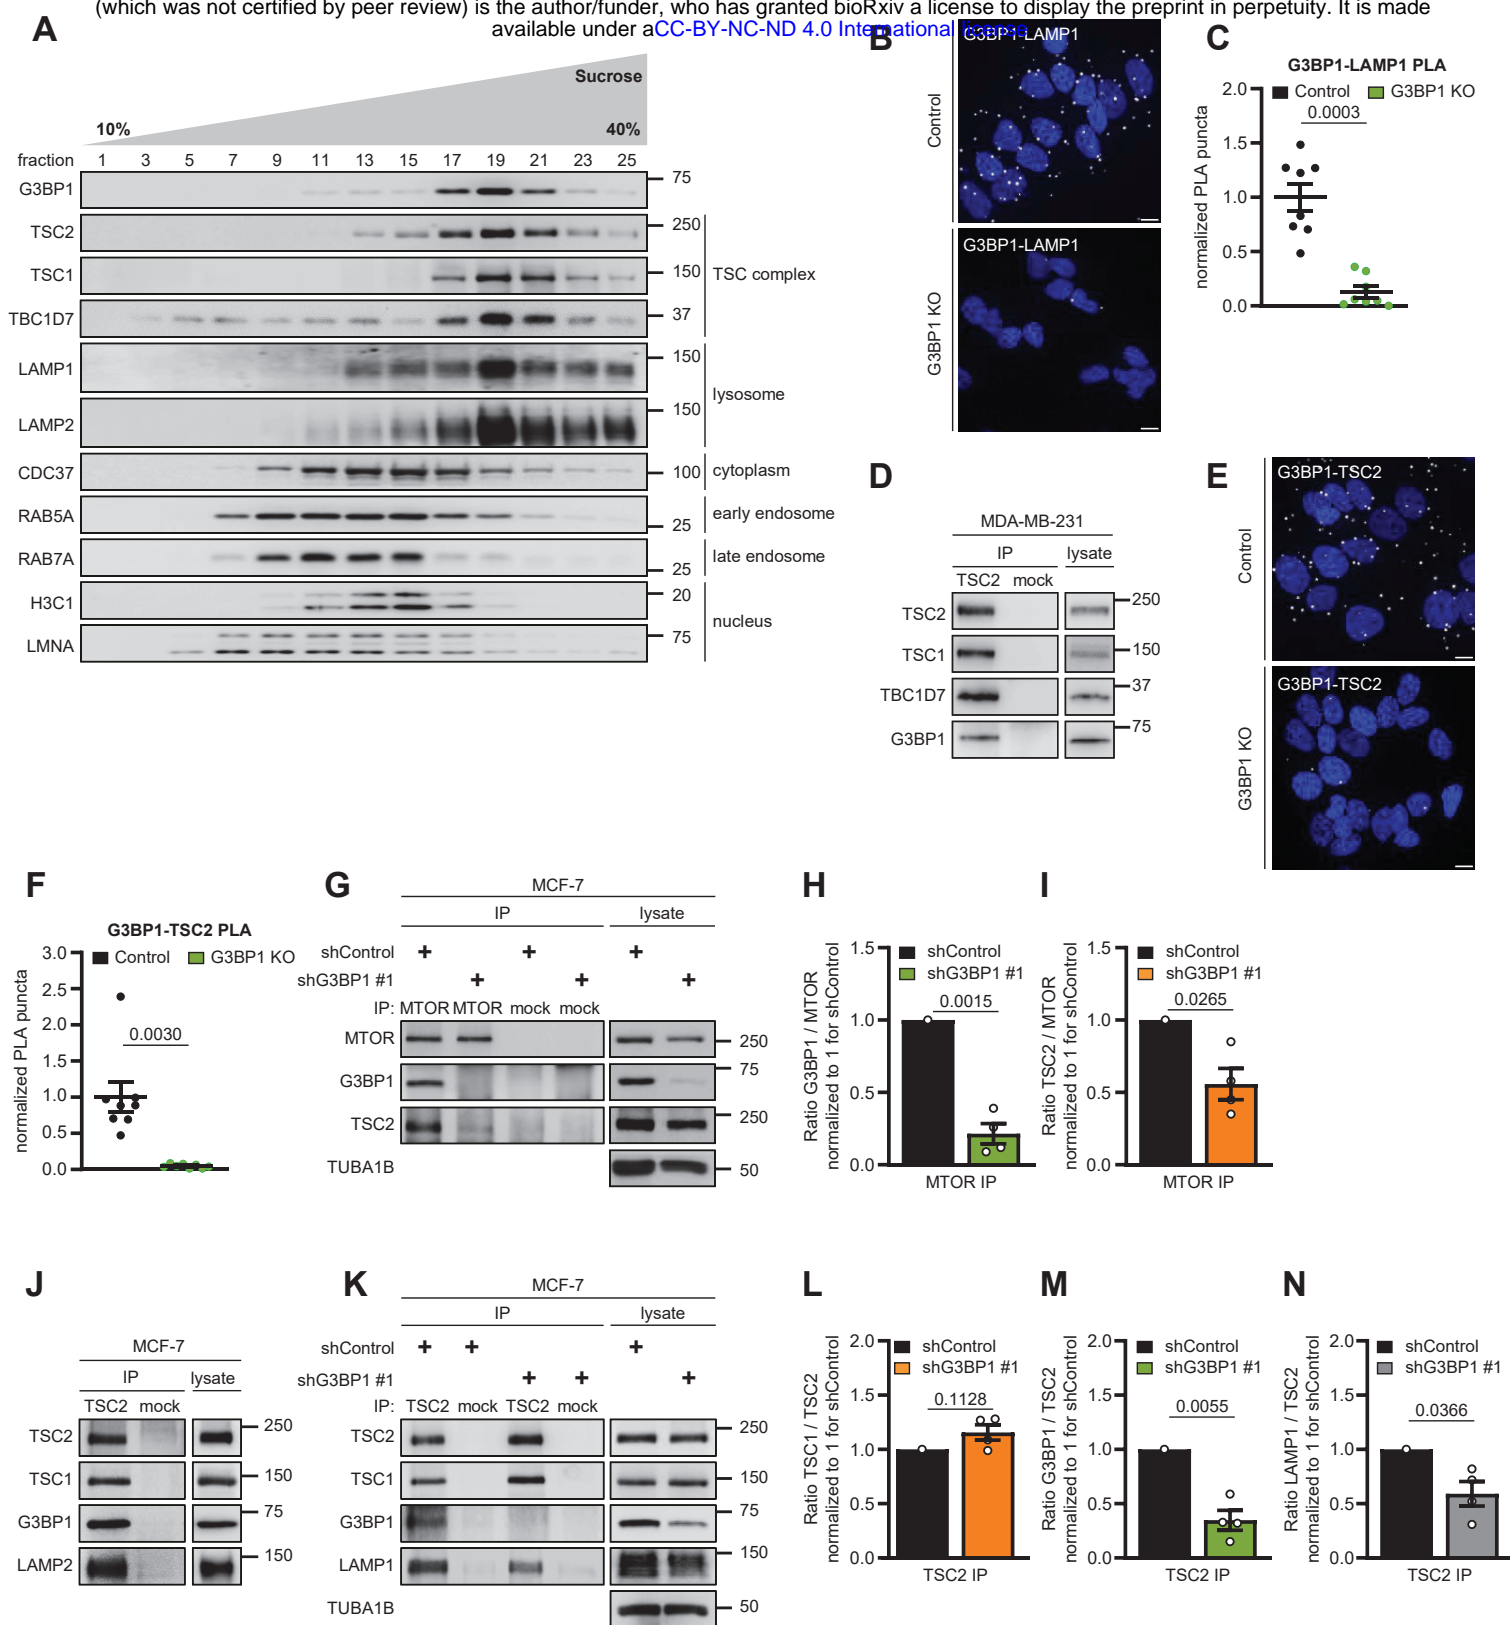 (which was not certified by peer review) is the author/funder, who has granted bioRxiv a license to display the preprint in perpetuity. It is made
available under aCC-BY-NC-ND 4.0 International license
A
Sucrose
10% 40%
fraction 1 3 5 7 9 11 13 15 17 19 21 23 25
G3BP1 75
TSC2 250
TSC1 150
TBC1D7 37
TSC complex
LAMP1 150
LAMP2 150
lysosome
CDC37 100 cytoplasm
RAB5A 25 early endosome
RAB7A 25 late endosome
H3C1 20
LMNA 75
nucleus
B
Control
G3BP1-LAMP1
G3BP1 KO
G3BP1-LAMP1
C
G3BP1-LAMP1 PLA
Control G3BP1 KO
0.0003
normalized PLA puncta
2.0
1.5
1.0
0.5
0.0
D
MDA-MB-231
IP lysate
TSC2 mock
TSC2 250
TSC1 150
TBC1D7 37
G3BP1 75
E
Control
G3BP1-TSC2
G3BP1 KO
G3BP1-TSC2
F
G3BP1-TSC2 PLA
Control G3BP1 KO
0.0030
normalized PLA puncta
3.0
2.5
2.0
1.5
1.0
0.5
0.0
G
MCF-7
IP lysate
shControl + + +
shG3BP1 #1 + + +
IP: MTOR MTOR mock mock
MTOR 250
G3BP1 75
TSC2 250
TUBA1B 50
H
shControl
shG3BP1 #1
0.0015
Ratio G3BP1 / MTOR
normalized to 1 for shControl
1.5
1.0
0.5
0.0
MTOR IP
I
shControl
shG3BP1 #1
0.0265
Ratio TSC2 / MTOR
normalized to 1 for shControl
1.5
1.0
0.5
0.0
MTOR IP
J
MCF-7
IP lysate
TSC2 mock
TSC2 250
TSC1 150
G3BP1 75
LAMP2 150
K
MCF-7
IP lysate
shControl + + +
shG3BP1 #1 + + +
IP: TSC2 mock TSC2 mock
TSC2 250
TSC1 150
G3BP1 75
LAMP1 150
TUBA1B 50
L
shControl
shG3BP1 #1
0.1128
Ratio TSC1 / TSC2
normalized to 1 for shControl
2.0
1.5
1.0
0.5
0.0
TSC2 IP
M
shControl
shG3BP1 #1
0.0055
Ratio G3BP1 / TSC2
normalized to 1 for shControl
2.0
1.5
1.0
0.5
0.0
TSC2 IP
N
shControl
shG3BP1 #1
0.0366
Ratio LAMP1 / TSC2
normalized to 1 for shControl
2.0
1.5
1.0
0.5
0.0
TSC2 IP